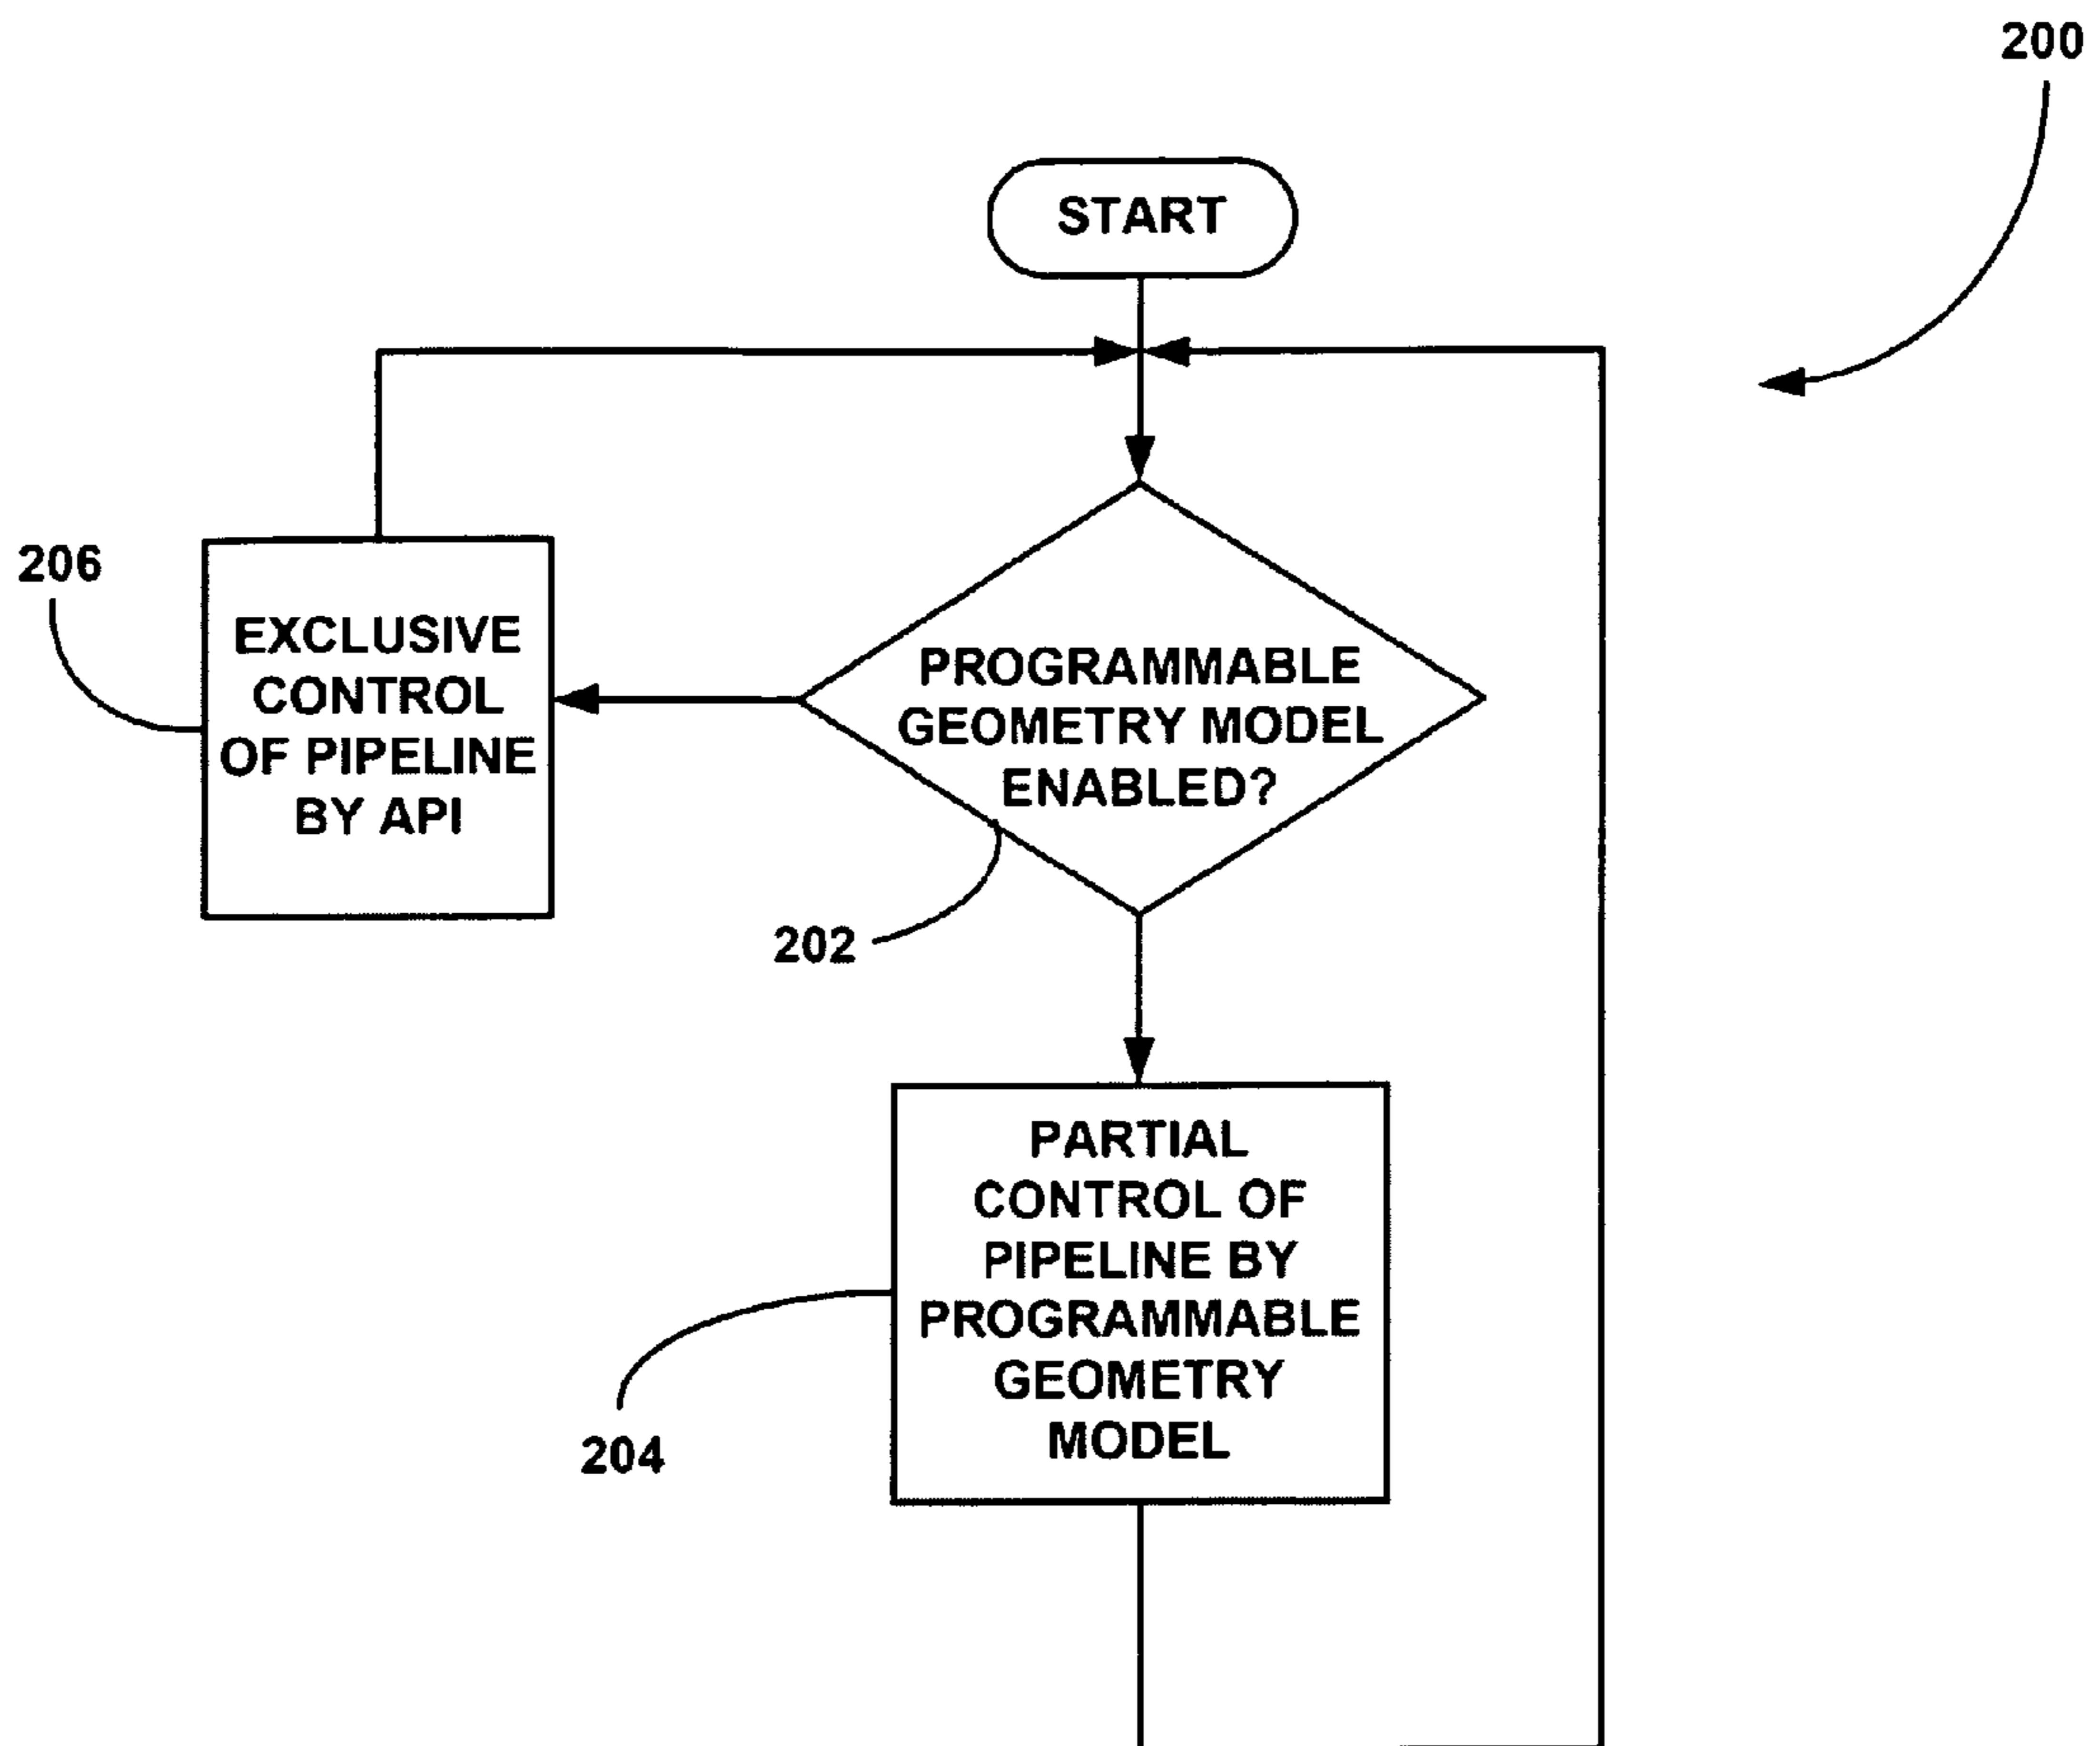 200
START
206
EXCLUSIVE
CONTROL
OF PIPELINE
BY API
PROGRAMMABLE
GEOMETRY MODEL
ENABLED?
202
PARTIAL
CONTROL OF
PIPELINE BY
PROGRAMMABLE
GEOMETRY
MODEL
204